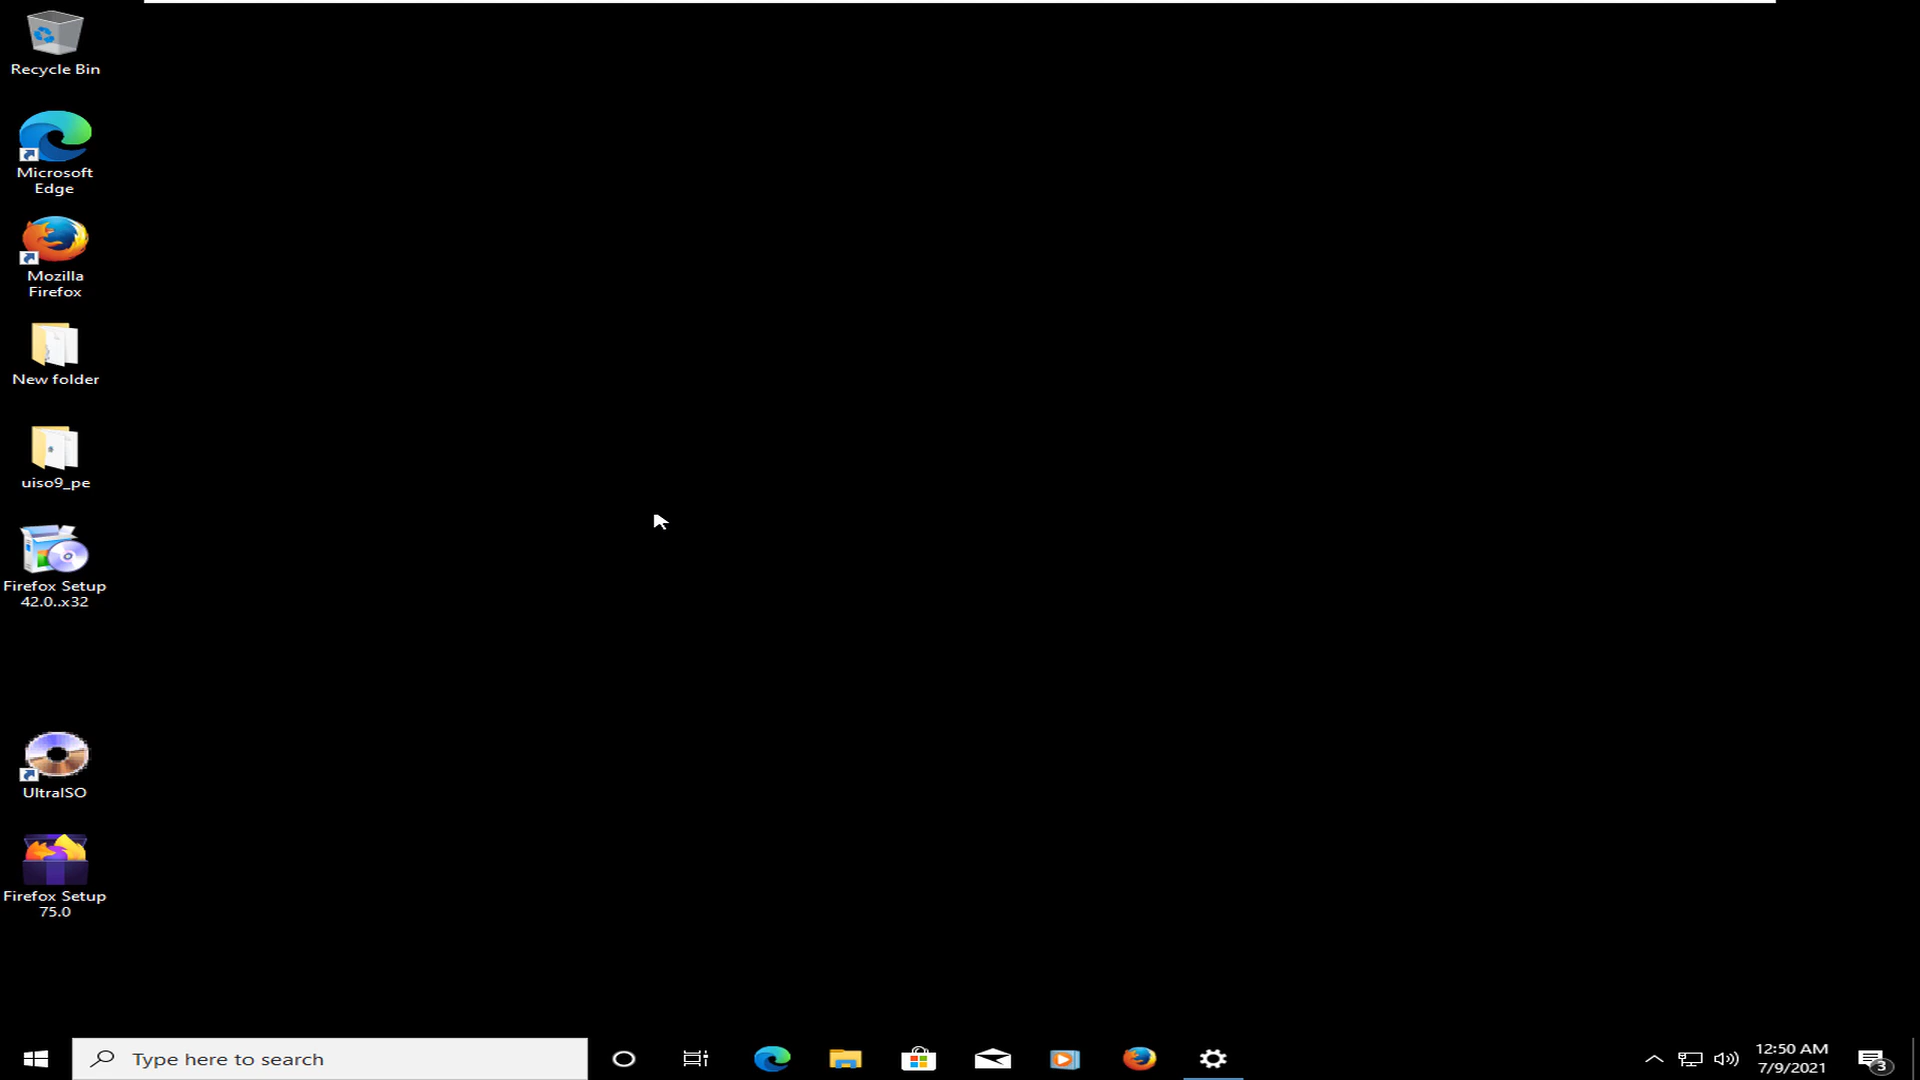 Recycle Bin
Microsoft
Edge
Mozilla
Firefox
New folder
uiso9_pe
Firefox Setup
42.0..x32
UltraISO
Firefox Setup
75.0
Type here to search
12:50 AM
7/9/2021
3